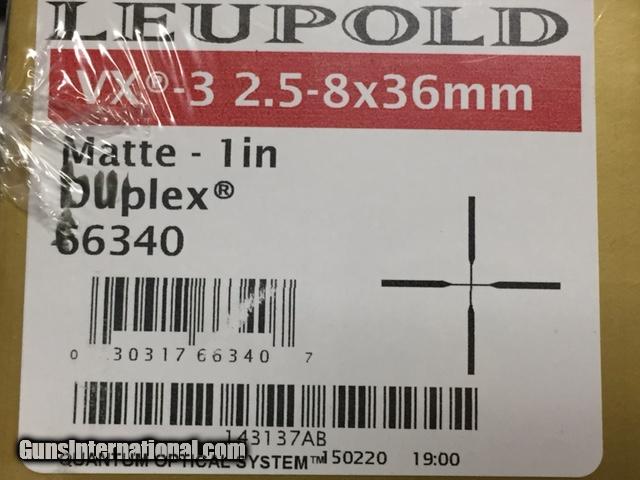 LEUPOLD
VX®-3 2.5-8x36mm
Matte - 1in
Duplex®
66340
0 30317 66340 7
143137AB
QUANTUM OPTICAL SYSTEM™ 150220 19:00
GunsInternational.com